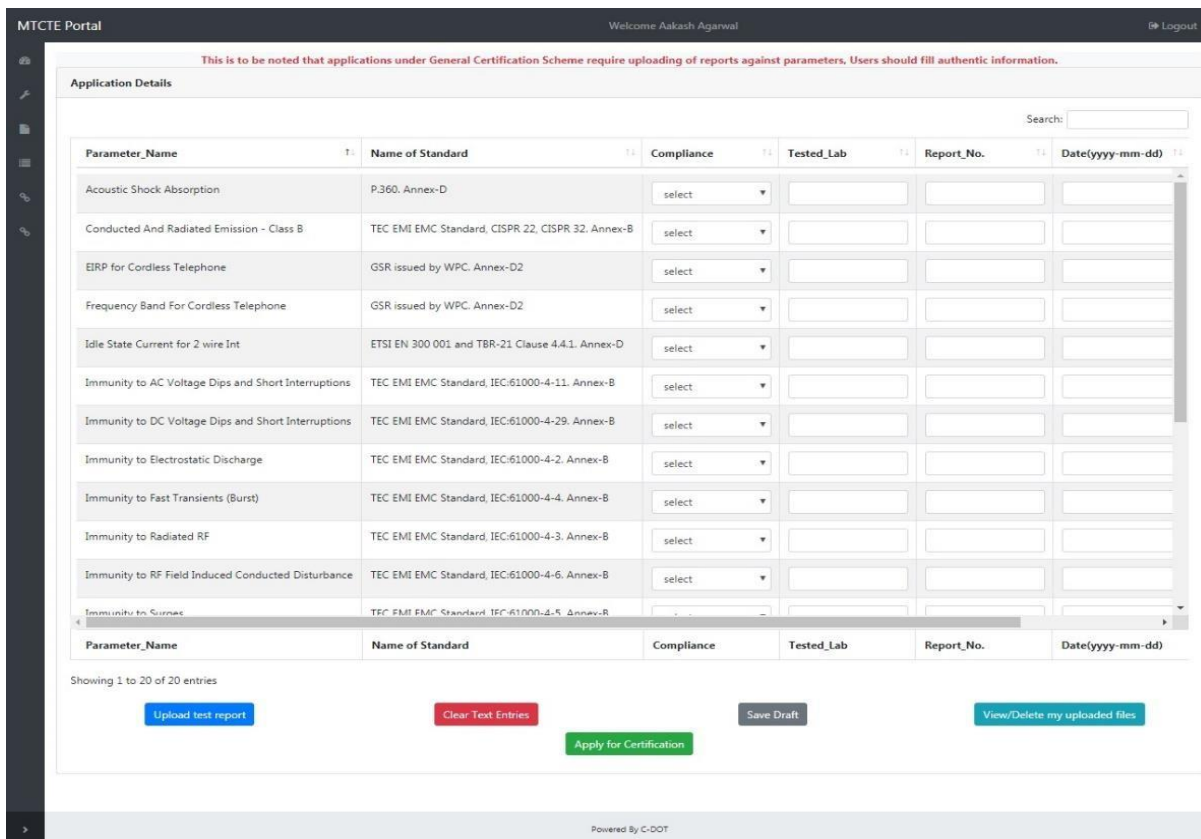 MTCTE Portal Welcome Aakash Agarwal Logout
This is to be noted that applications under General Certification Scheme require uploading of reports against parameters, Users should fill authentic information.
Application Details
Search:
Parameter_Name Name of Standard Compliance Tested_Lab Report_No. Date(yyyy-mm-dd)
Acoustic Shock Absorption P.360. Annex-D select
Conducted And Radiated Emission - Class B TEC EMI EMC Standard, CISPR 22, CISPR 32. Annex-B select
EIRP for Cordless Telephone GSR issued by WPC. Annex-D2 select
Frequency Band For Cordless Telephone GSR issued by WPC. Annex-D2 select
Idle State Current for 2 wire Int ETSI EN 300 001 and TBR-21 Clause 4.4.1. Annex-D select
Immunity to AC Voltage Dips and Short Interruptions TEC EMI EMC Standard, IEC:61000-4-11. Annex-B select
Immunity to DC Voltage Dips and Short Interruptions TEC EMI EMC Standard, IEC:61000-4-29. Annex-B select
Immunity to Electrostatic Discharge TEC EMI EMC Standard, IEC:61000-4-2. Annex-B select
Immunity to Fast Transients (Burst) TEC EMI EMC Standard, IEC:61000-4-4. Annex-B select
Immunity to Radiated RF TEC EMI EMC Standard, IEC:61000-4-3. Annex-B select
Immunity to RF Field Induced Conducted Disturbance TEC EMI EMC Standard, IEC:61000-4-6. Annex-B select
Immunity to Surges TEC EMI EMC Standard, IEC:61000-4-5. Annex-B
Parameter_Name Name of Standard Compliance Tested_Lab Report_No. Date(yyyy-mm-dd)
Showing 1 to 20 of 20 entries
Upload test report Clear Text Entries Save Draft View/Delete my uploaded files
Apply for Certification
Powered By C-DOT